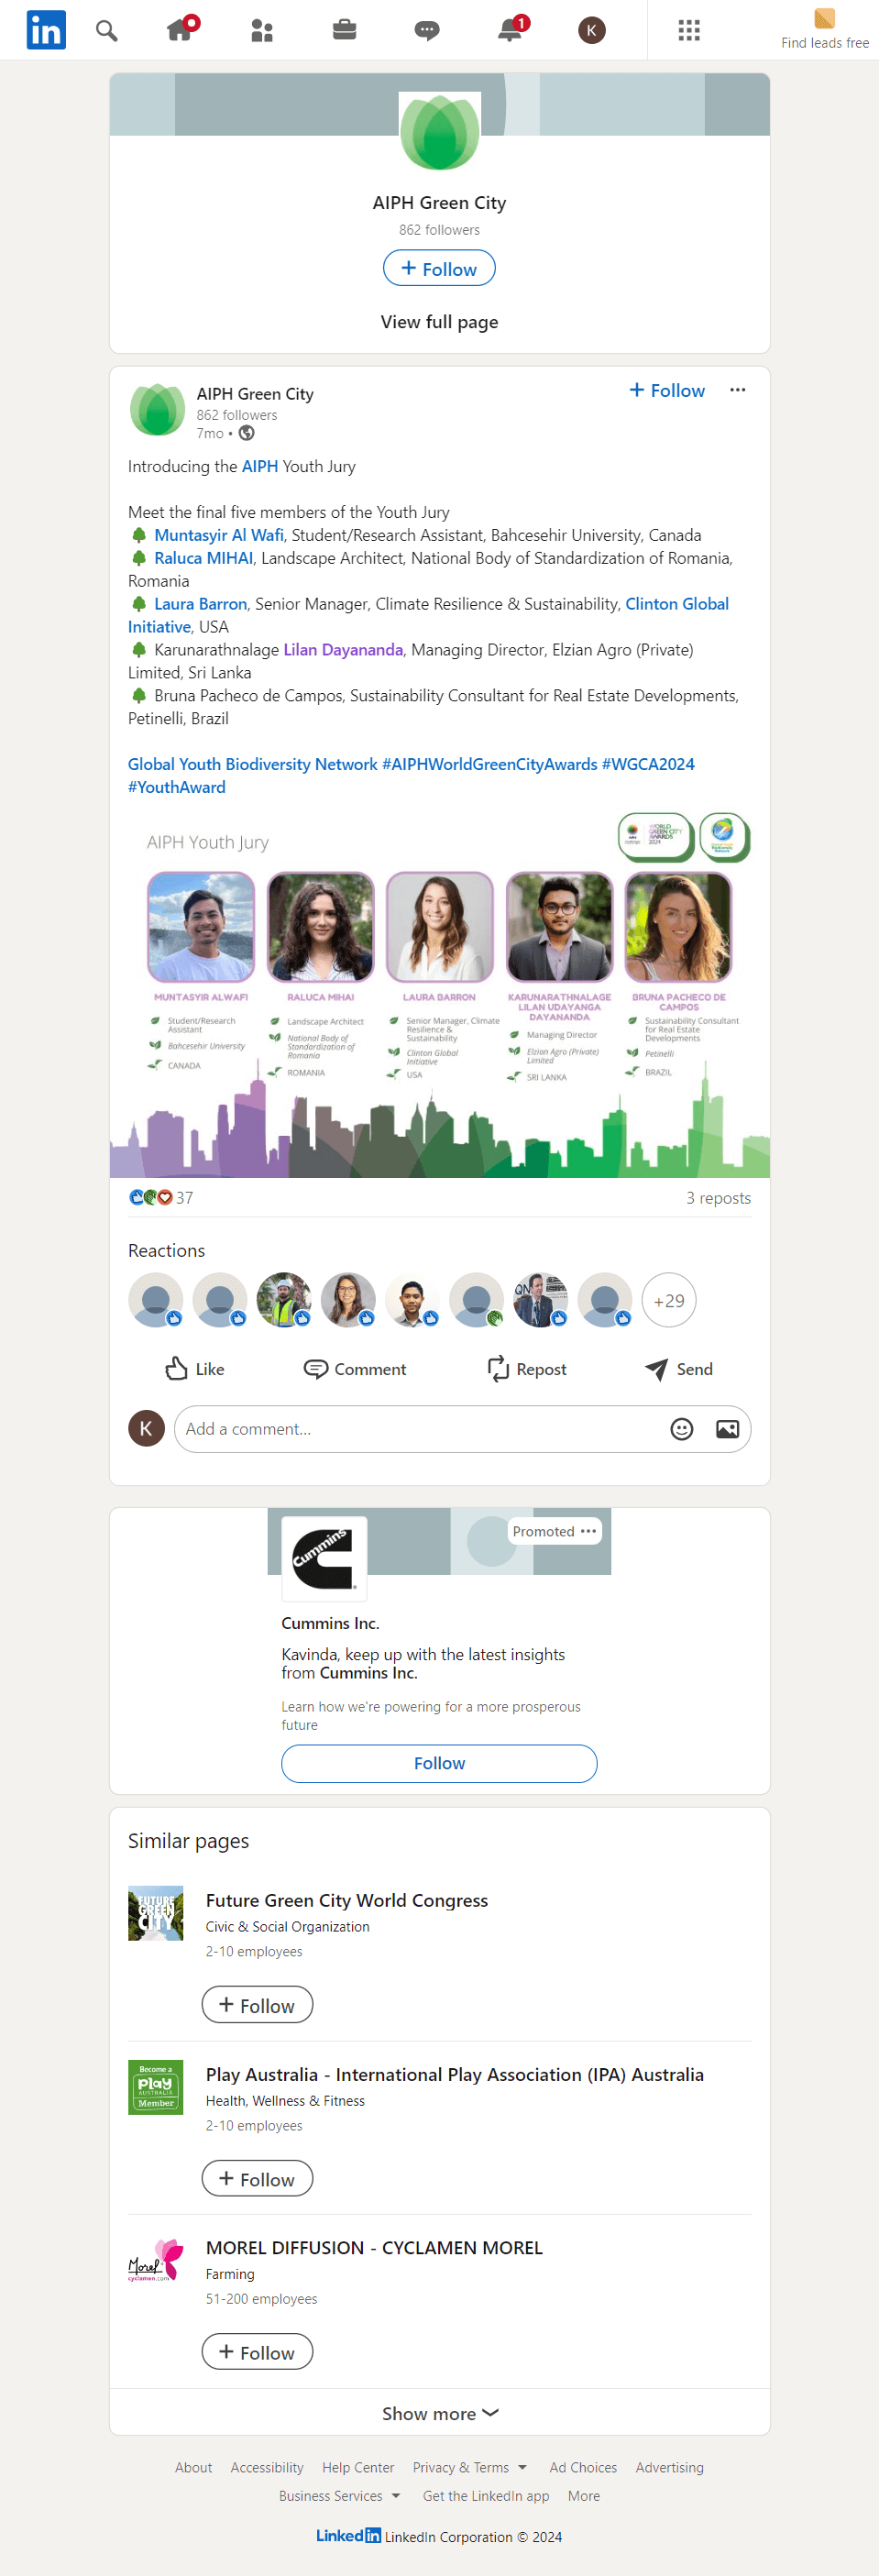 in
1
K
Find leads free
AIPH Green City
862 followers
+ Follow
View full page
AIPH Green City
862 followers
7mo •
+ Follow
Introducing the AIPH Youth Jury
Meet the final five members of the Youth Jury
Muntasyir Al Wafi, Student/Research Assistant, Bahcesehir University, Canada
Raluca MIHAI, Landscape Architect, National Body of Standardization of Romania,
Romania
Laura Barron, Senior Manager, Climate Resilience & Sustainability, Clinton Global
Initiative, USA
Karunarathnalage Lilan Dayananda, Managing Director, Elzian Agro (Private)
Limited, Sri Lanka
Bruna Pacheco de Campos, Sustainability Consultant for Real Estate Developments,
Petinelli, Brazil
Global Youth Biodiversity Network #AIPHWorldGreenCityAwards #WGCA2024
#YouthAward
AIPH Youth Jury
WORLD
GREEN CITY
AWARDS
2024
MUNTASYIR ALWAFI
Student/Research
Assistant
Bahcesehir University
CANADA
RALUCA MIHAI
Landscape Architect
National Body of
Standardization of
Romania
ROMANIA
LAURA BARRON
Senior Manager, Climate
Resilience &
Sustainability
Clinton Global
Initiative
USA
KARUNARATHNALAGE
LILAN UDAYANGA
DAYANANDA
Managing Director
Elzian Agro (Private)
Limited
SRI LANKA
BRUNA PACHECO DE
CAMPOS
Sustainability Consultant
for Real Estate
Developments
Petinelli
BRAZIL
37
3 reposts
Reactions
QN
+29
Like
Comment
Repost
Send
K
Add a comment...
Promoted
Cummins
Cummins Inc.
Kavinda, keep up with the latest insights
from Cummins Inc.
Learn how we're powering for a more prosperous
future
Follow
Similar pages
FUTURE
GREEN
CITY
Future Green City World Congress
Civic & Social Organization
2-10 employees
+ Follow
Become a
Play
AUSTRALIA
Member
Play Australia - International Play Association (IPA) Australia
Health, Wellness & Fitness
2-10 employees
+ Follow
Morel
cyclamen.com
MOREL DIFFUSION - CYCLAMEN MOREL
Farming
51-200 employees
+ Follow
Show more
About Accessibility Help Center Privacy & Terms Ad Choices Advertising
Business Services Get the LinkedIn app More
LinkedIn LinkedIn Corporation © 2024